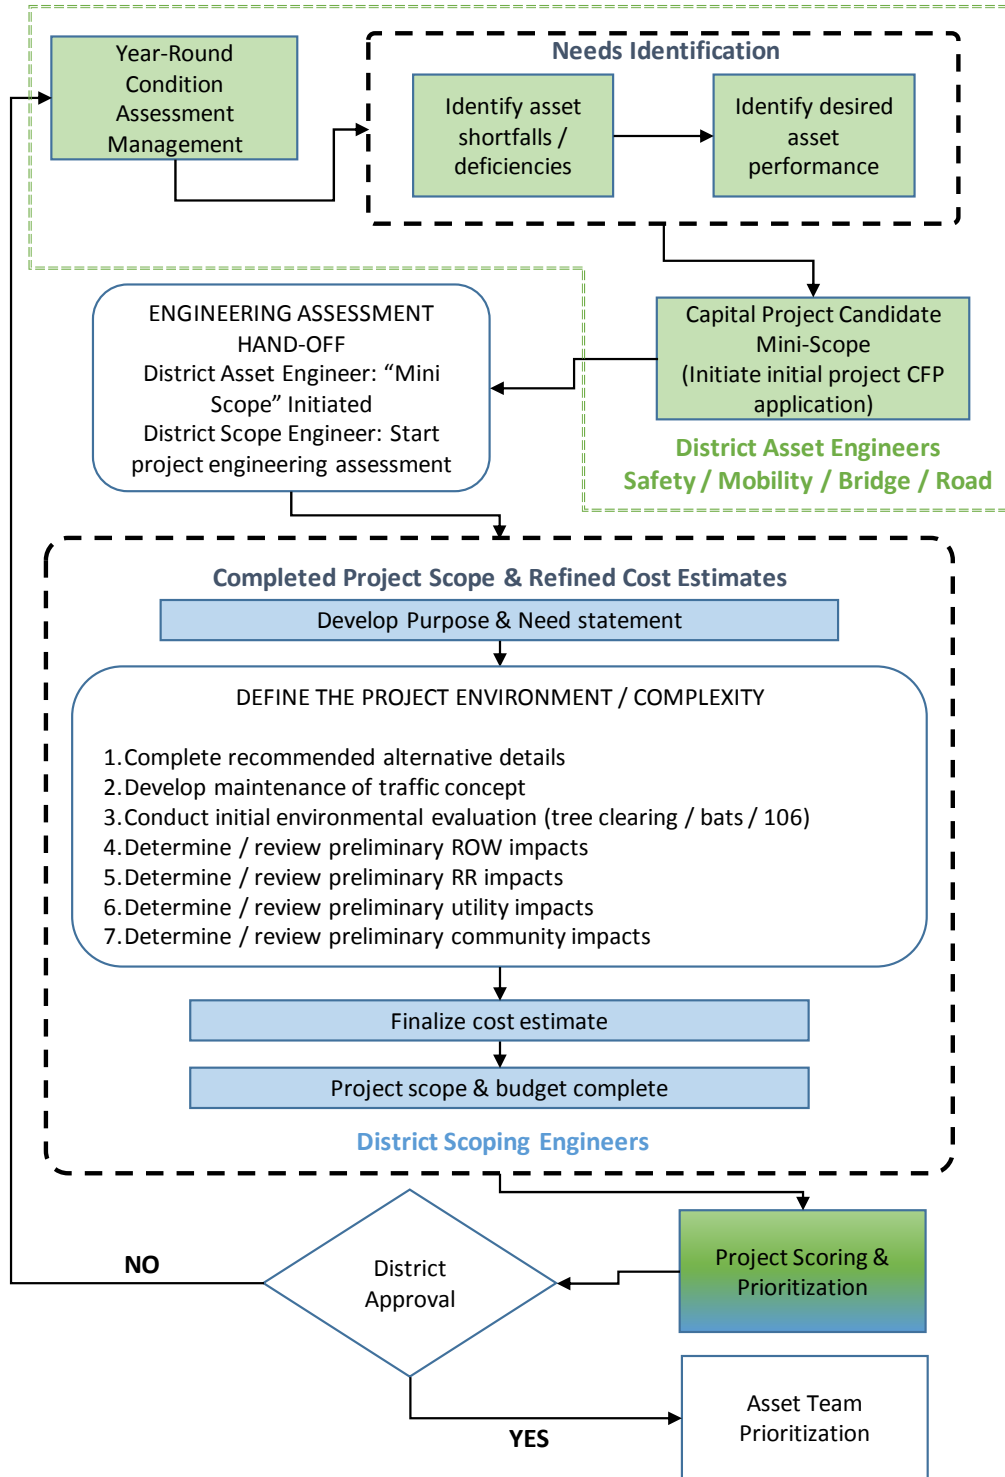 Year-Round
Condition
Assessment
Management
Needs Identification
Identify asset
shortfalls /
deficiencies
Identify desired
asset
performance
Capital Project Candidate
Mini-Scope
(Initiate initial project CFP
application)
District Asset Engineers
Safety / Mobility / Bridge / Road
ENGINEERING ASSESSMENT
HAND-OFF
District Asset Engineer: “Mini
Scope” Initiated
District Scope Engineer: Start
project engineering assessment
Completed Project Scope & Refined Cost Estimates
Develop Purpose & Need statement
DEFINE THE PROJECT ENVIRONMENT / COMPLEXITY
1.Complete recommended alternative details
2.Develop maintenance of traffic concept
3.Conduct initial environmental evaluation (tree clearing / bats / 106)
4.Determine / review preliminary ROW impacts
5.Determine / review preliminary RR impacts
6.Determine / review preliminary utility impacts
7.Determine / review preliminary community impacts
Finalize cost estimate
Project scope & budget complete
District Scoping Engineers
Project Scoring &
Prioritization
District
Approval
NO
YES
Asset Team
Prioritization